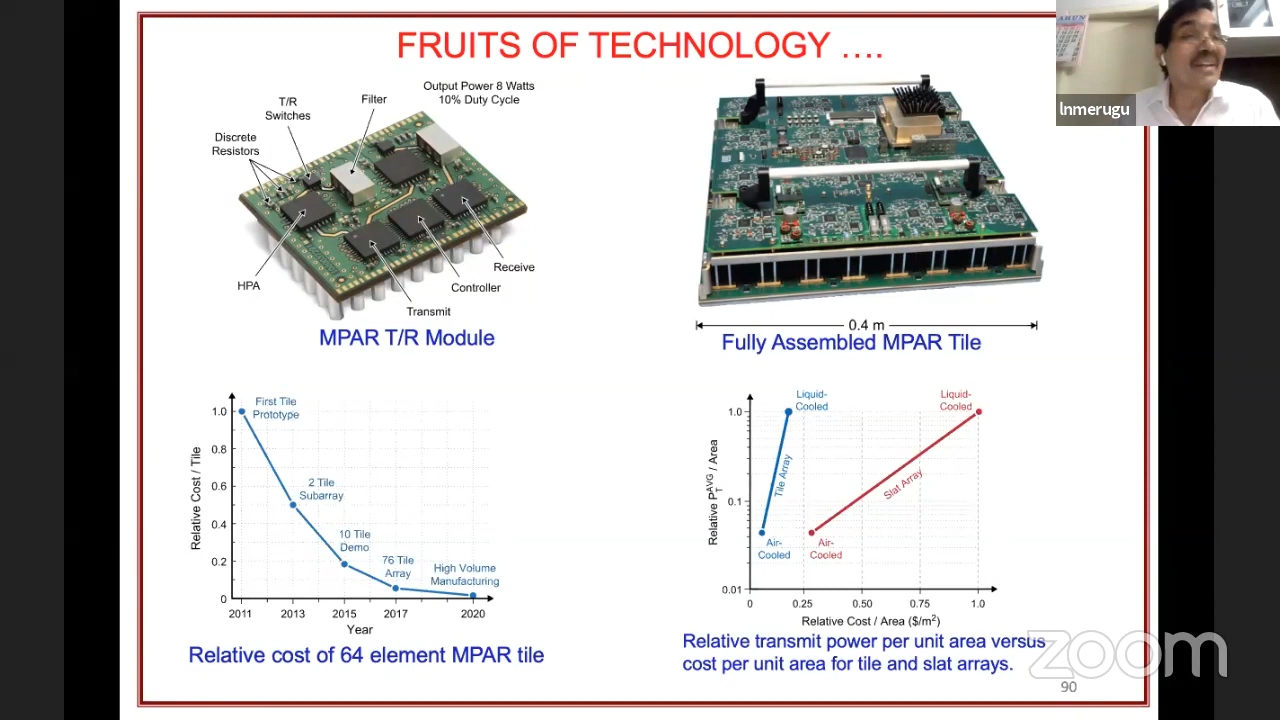 FRUITS OF TECHNOLOGY ....
lnmerugu
Output Power 8 Watts
10% Duty Cycle
Filter
T/R
Switches
Discrete
Resistors
HPA
Receive
Controller
Transmit
MPAR T/R Module
0.4 m
Fully Assembled MPAR Tile
Relative Cost / Tile
1.0
0.8
0.6
0.4
0.2
0
First Tile
Prototype
2 Tile
Subarray
10 Tile
Demo
76 Tile
Array
High Volume
Manufacturing
2011 2013 2015 2017 2020
Year
Relative cost of 64 element MPAR tile
Relative P_T^AVG / Area
1.0
0.1
0.01
Liquid-
Cooled
Liquid-
Cooled
Tile Array
Slat Array
Air-
Cooled
Air-
Cooled
0 0.25 0.50 0.75 1.0
Relative Cost / Area ($/m²)
Relative transmit power per unit area versus
cost per unit area for tile and slat arrays.
zoom
90